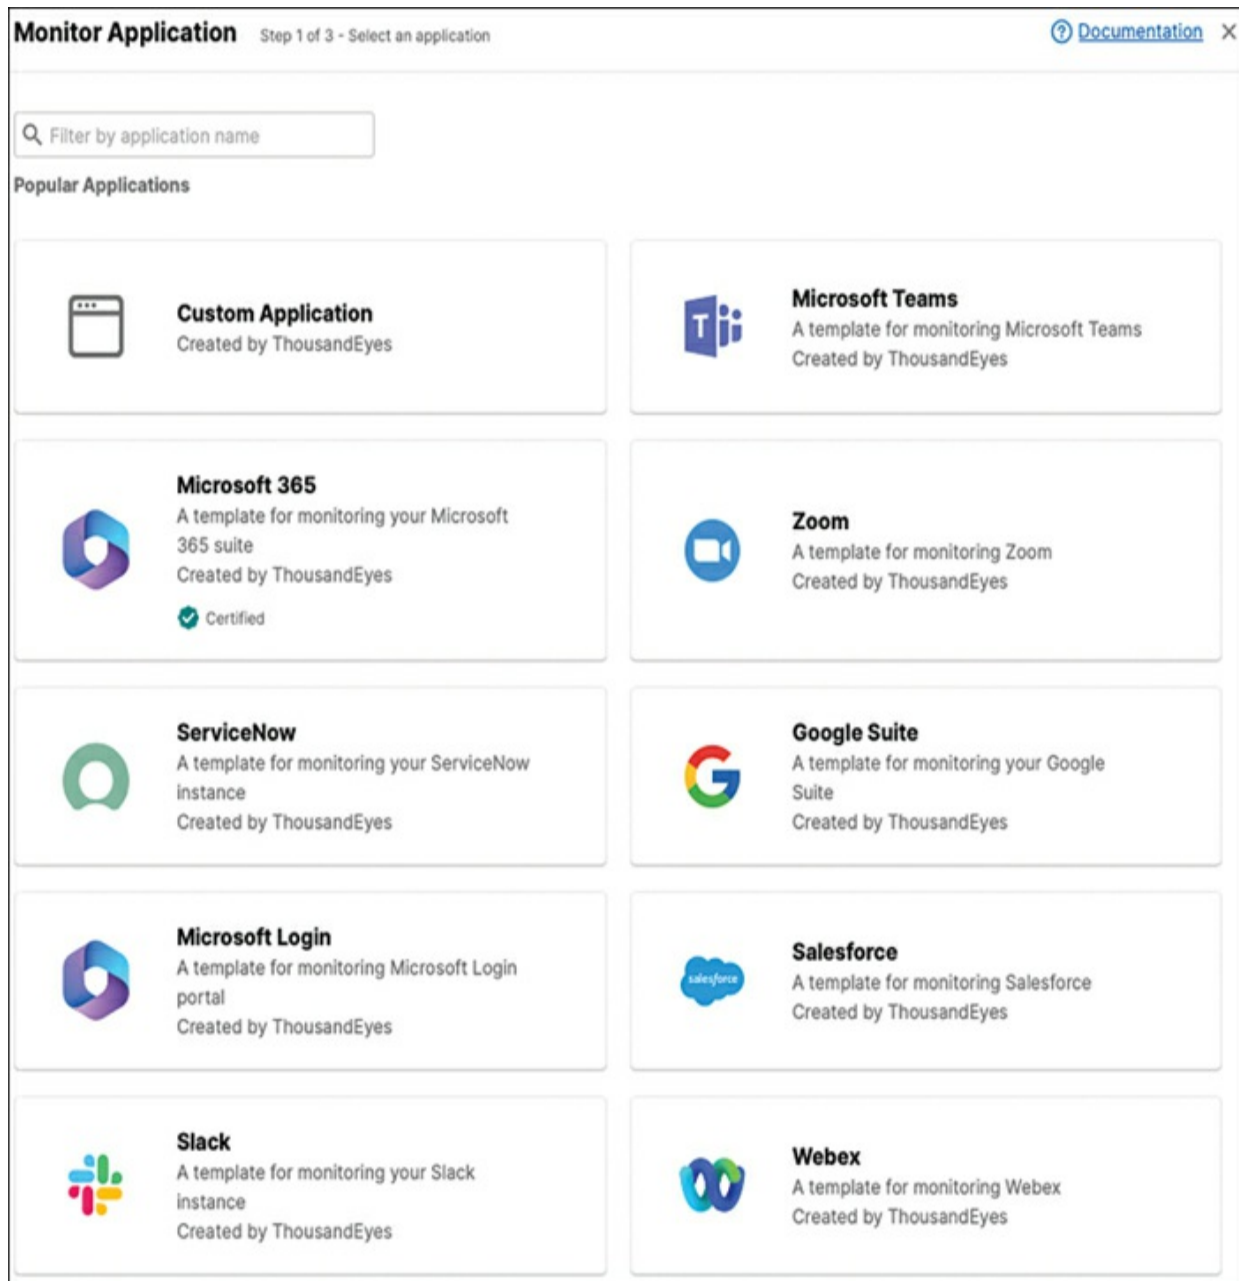 Monitor Application Step 1 of 3 - Select an application Documentation
Filter by application name
Popular Applications
Custom Application
Created by ThousandEyes
Microsoft Teams
A template for monitoring Microsoft Teams
Created by ThousandEyes
Microsoft 365
A template for monitoring your Microsoft
365 suite
Created by ThousandEyes
Certified
Zoom
A template for monitoring Zoom
Created by ThousandEyes
ServiceNow
A template for monitoring your ServiceNow
instance
Created by ThousandEyes
Google Suite
A template for monitoring your Google
Suite
Created by ThousandEyes
Microsoft Login
A template for monitoring Microsoft Login
portal
Created by ThousandEyes
salesforce
Salesforce
A template for monitoring Salesforce
Created by ThousandEyes
Slack
A template for monitoring your Slack
instance
Created by ThousandEyes
Webex
A template for monitoring Webex
Created by ThousandEyes